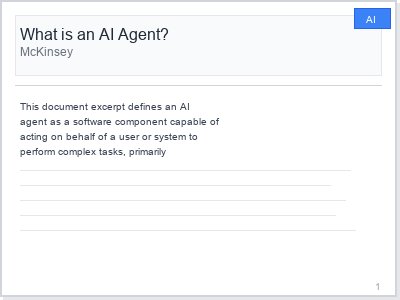 AI
What is an AI Agent?
McKinsey
This document excerpt defines an AI
agent as a software component capable of
acting on behalf of a user or system to
perform complex tasks, primarily
1